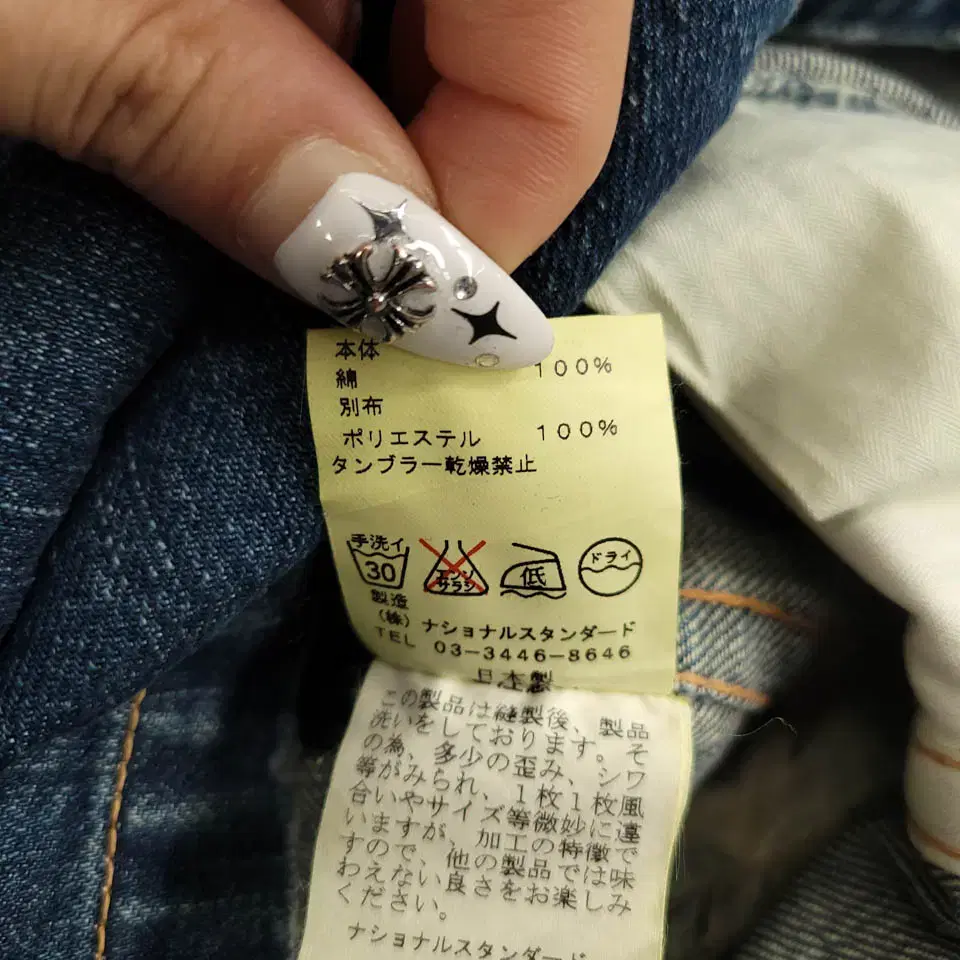 本体
綿 100%
別布
ポリエステル 100%
タンブラー乾燥禁止
手洗イ
30
エンソ
サラシ
低
ドライ
製造
(株) ナショナルスタンダード
TEL 03-3446-8646
日本製
この製品は縫製後、製品
洗いをしております。そ
の為、多少の歪み、シワ
等がみられ、1枚1枚風
合いやサイズ等微妙に違
いますが、加工の特徴で
すので、他の製品では味
わえない良さをお楽しみ
ください。
ナショナルスタンダード